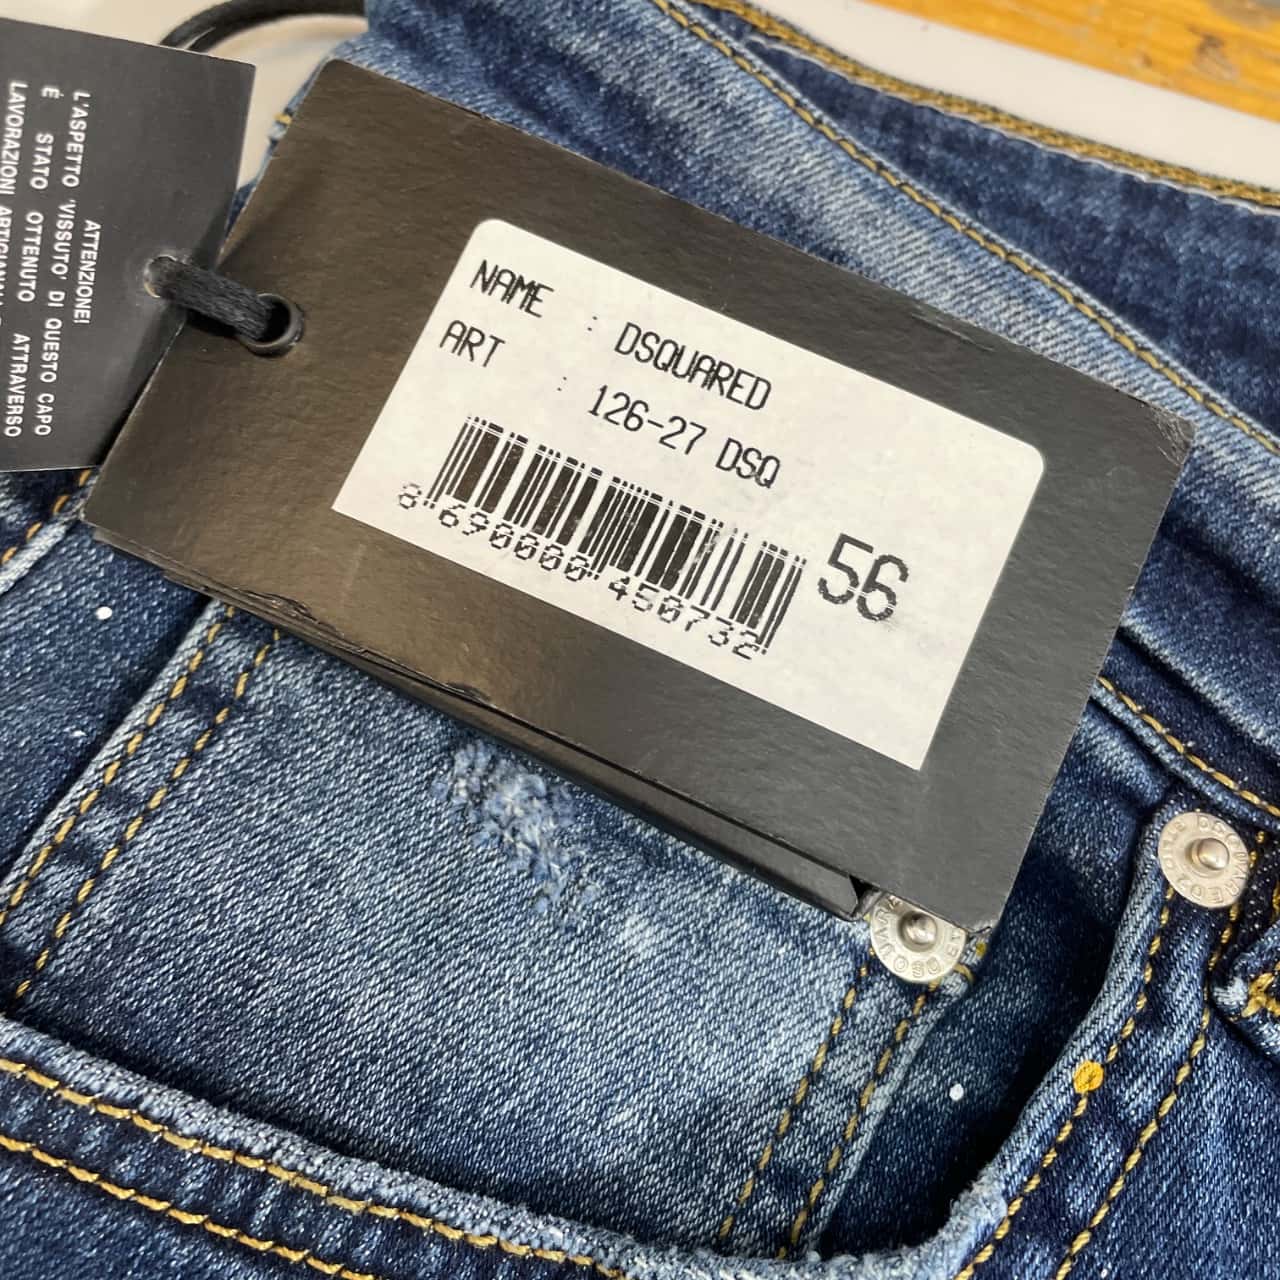 ATTENZIONE!
L'ASPETTO 'VISSUTO' DI QUESTO CAPO
È STATO OTTENUTO ATTRAVERSO
LAVORAZIONI
NAME : DSQUARED
ART : 126-27 DSQ
8"690000"450732"
56
DSQUARED2